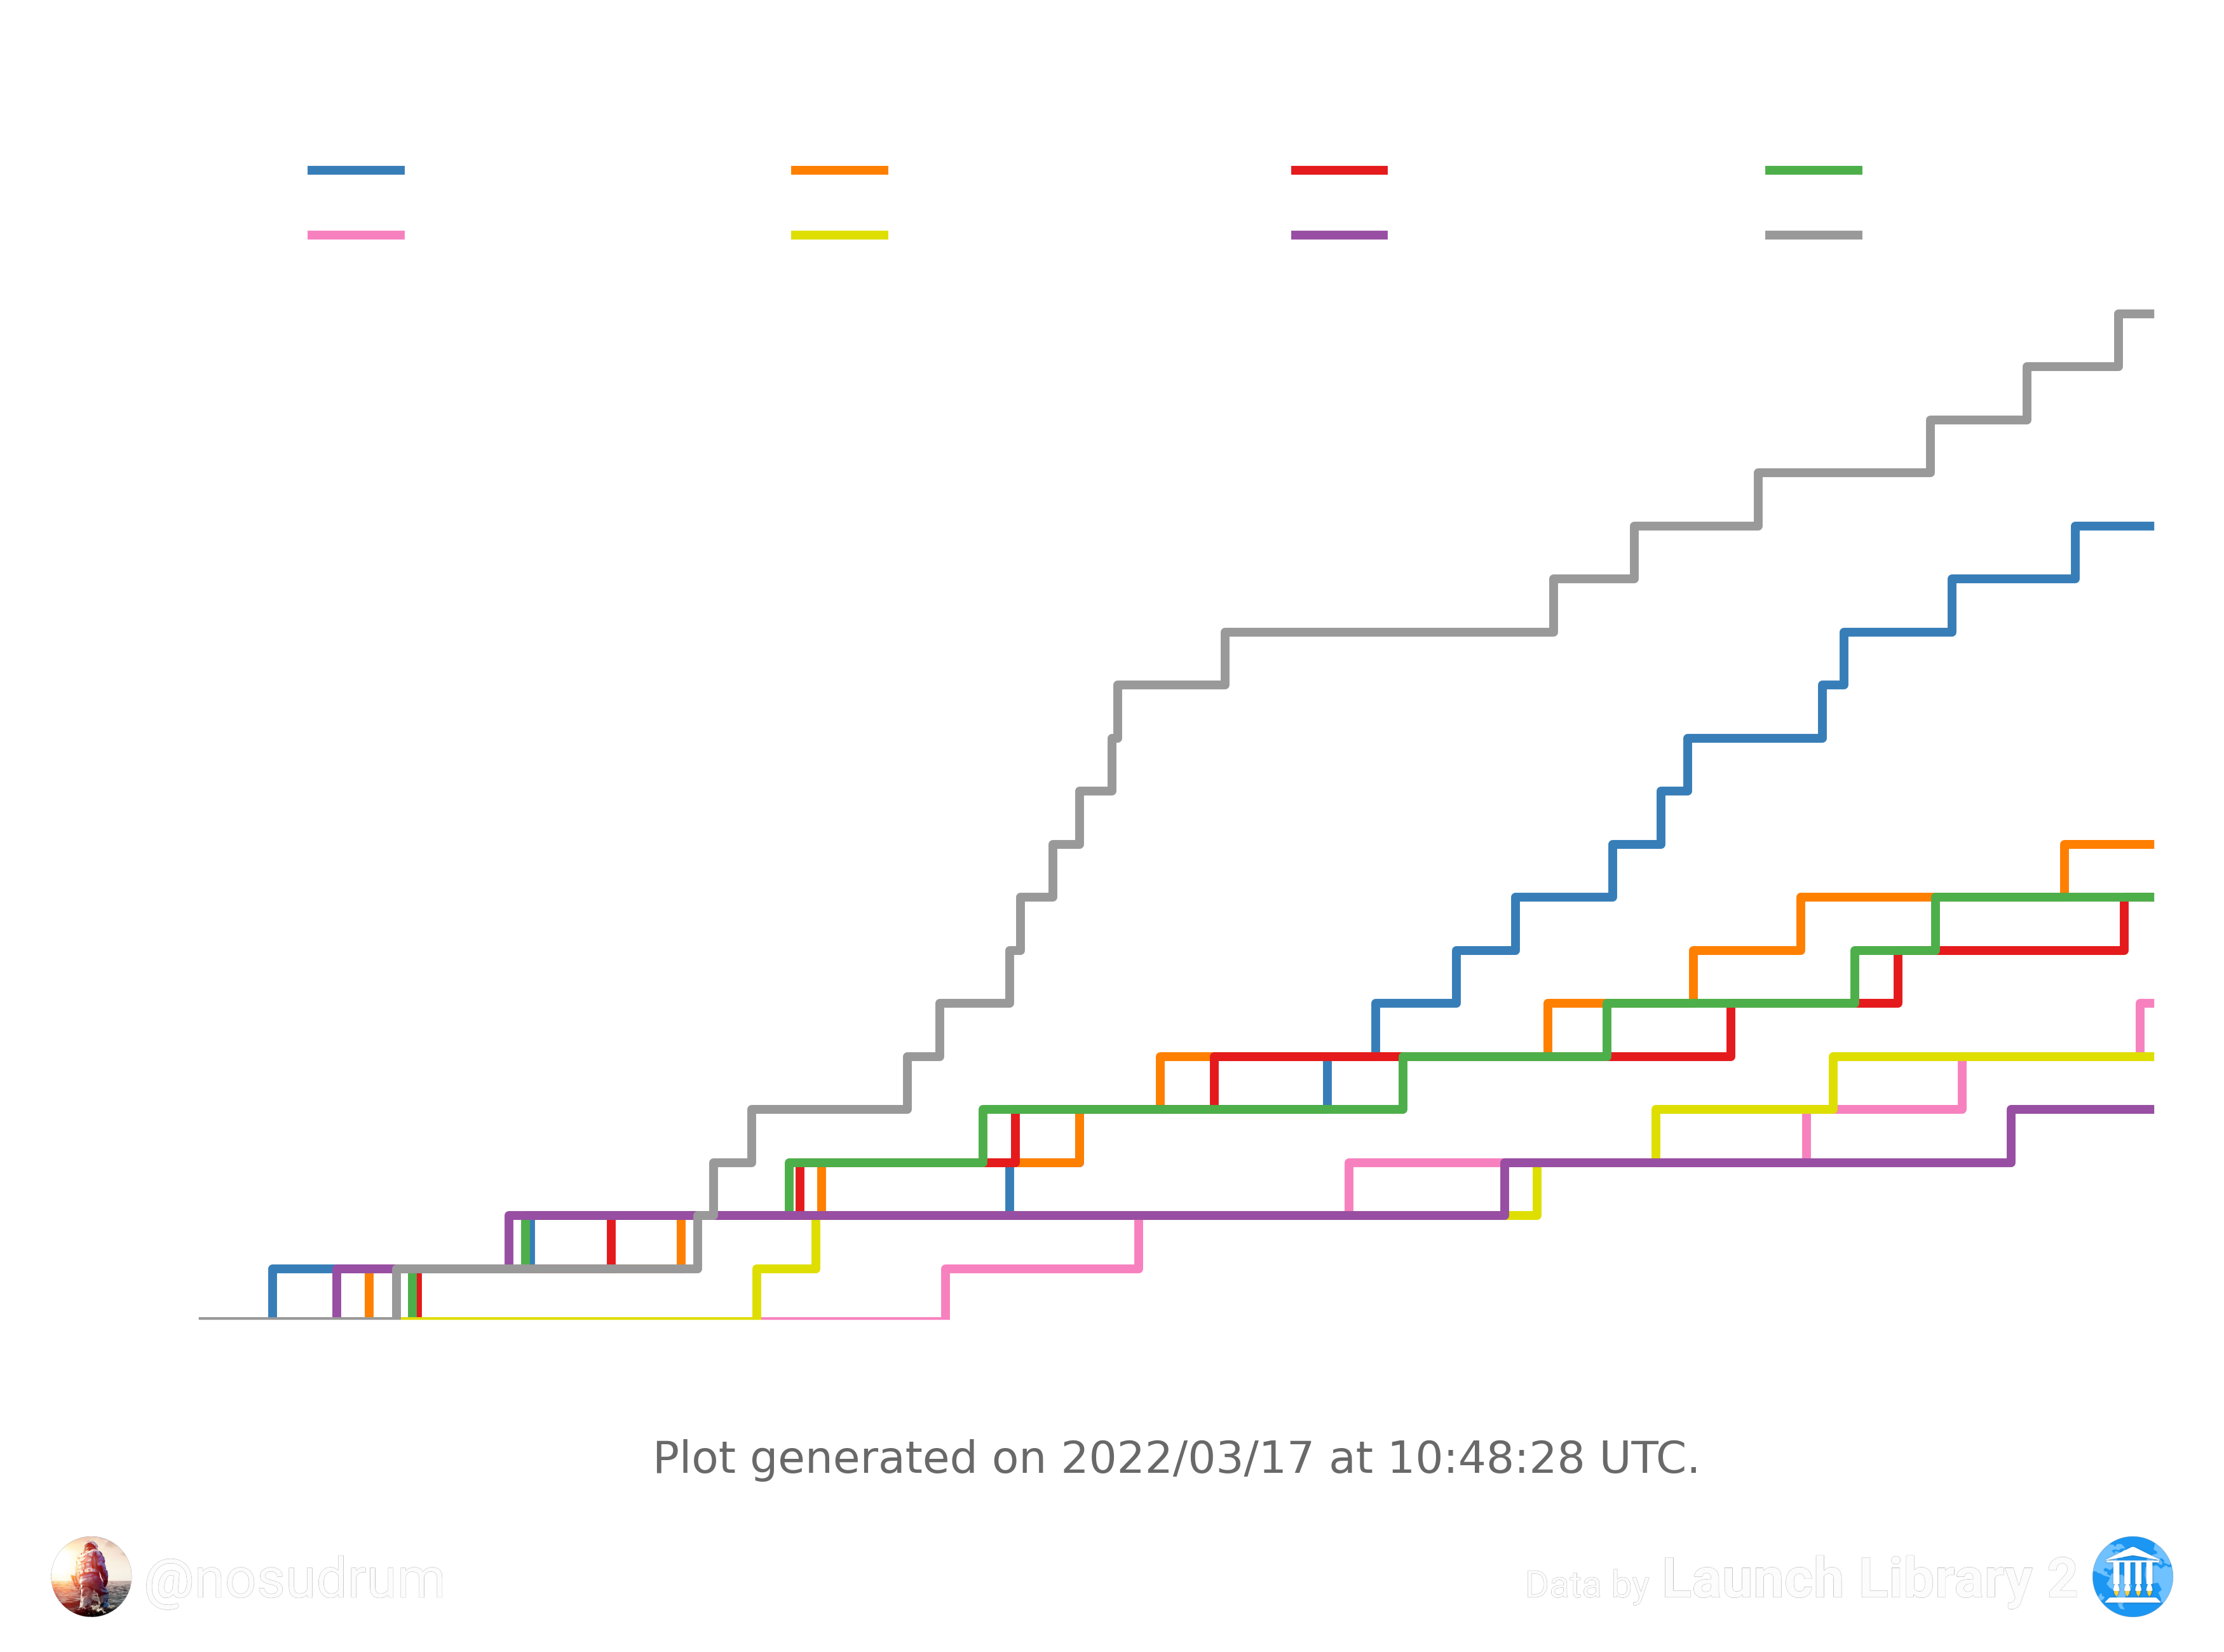 Plot generated on 2022/03/17 at 10:48:28 UTC.
@nosudrum
Data by Launch Library 2